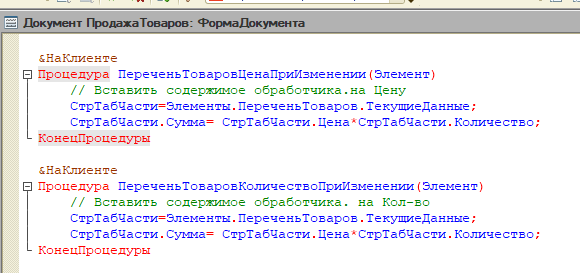 Документ ПродажаТоваров: ФормаДокумента
&НаКлиенте
Процедура ПереченьТоваровЦенаПриИзменении(Элемент)
// Вставить содержимое обработчика.на Цену
СтрТабЧасти=Элементы.ПереченьТоваров.ТекущиеДанные;
СтрТабЧасти.Сумма= СтрТабЧасти.Цена*СтрТабЧасти.Количество;
КонецПроцедуры
&НаКлиенте
Процедура ПереченьТоваровКоличествоПриИзменении(Элемент)
// Вставить содержимое обработчика. на Кол-во
СтрТабЧасти=Элементы.ПереченьТоваров.ТекущиеДанные;
СтрТабЧасти.Сумма= СтрТабЧасти.Цена*СтрТабЧасти.Количество;
КонецПроцедуры